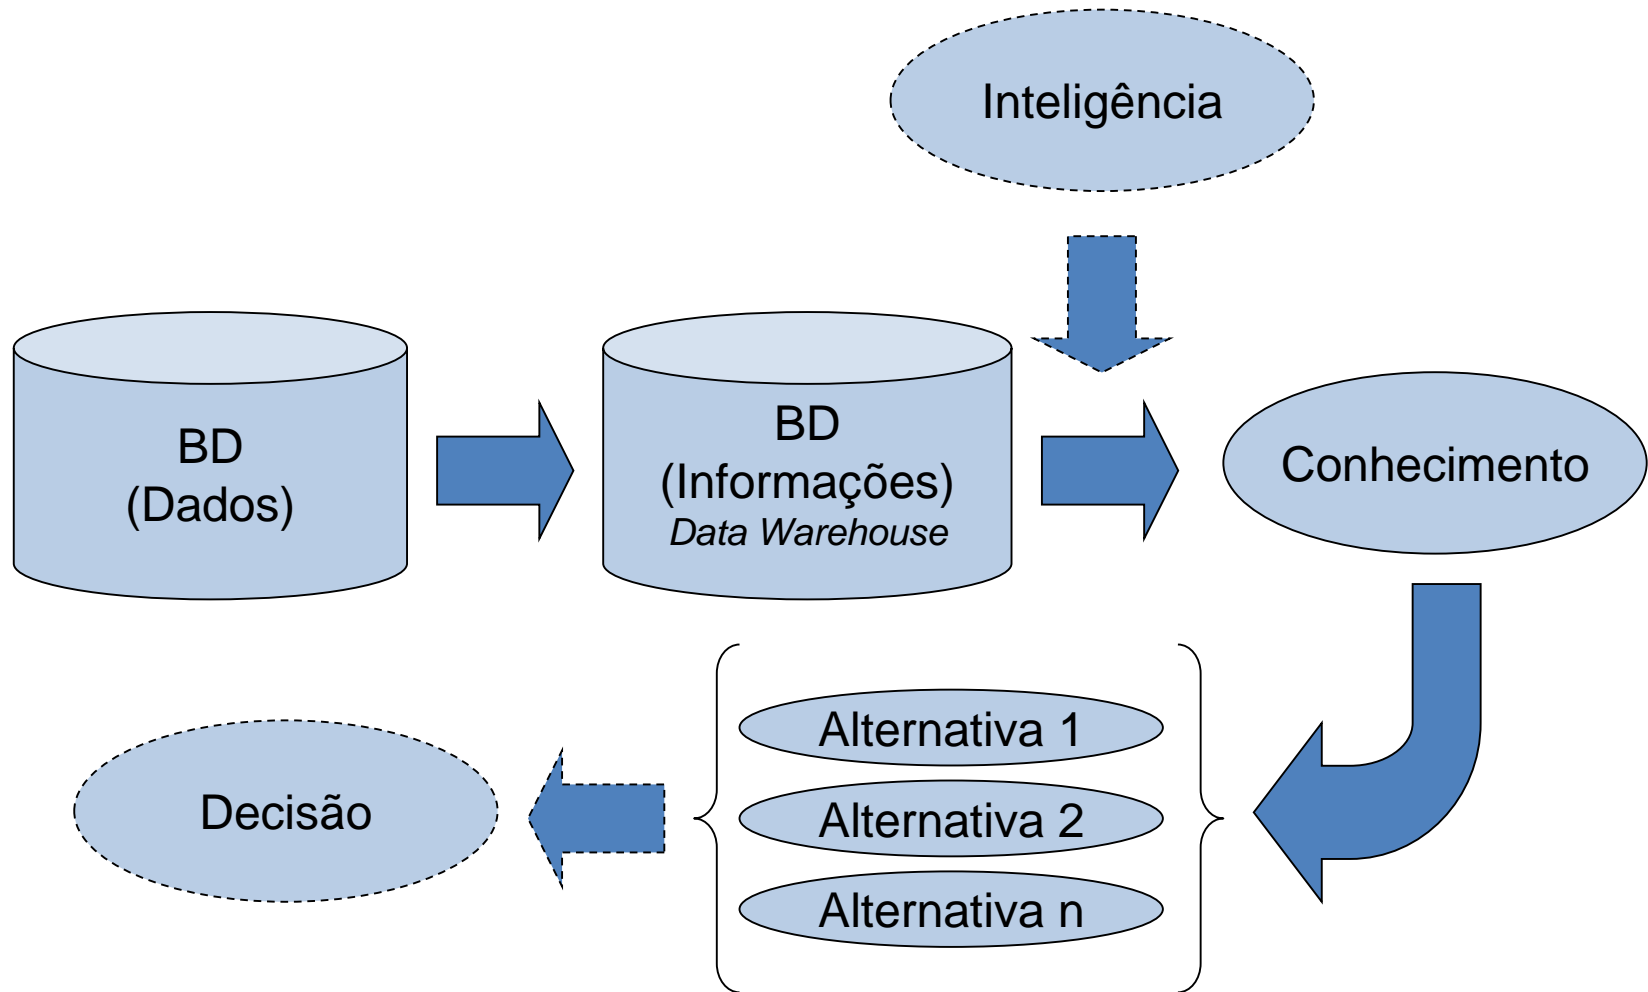 Inteligência
BD
(Dados)
BD
(Informações)
Data Warehouse
Conhecimento
Alternativa 1
Alternativa 2
Alternativa n
Decisão